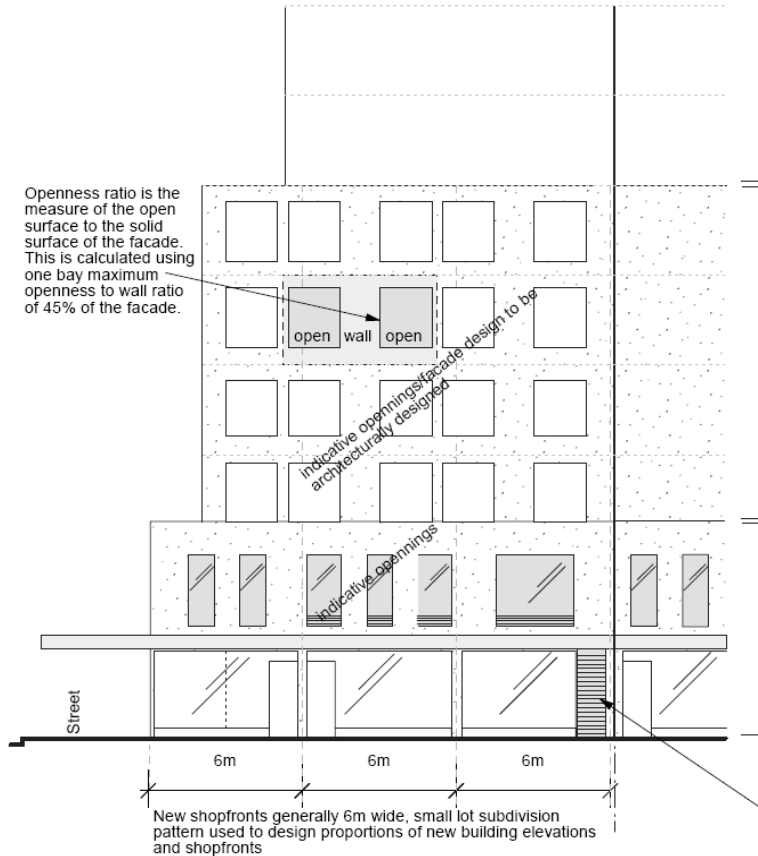 Openness ratio is the
measure of the open
surface to the solid
surface of the facade.
This is calculated using
one bay maximum
openness to wall ratio
of 45% of the facade.
open wall open
indicative opennings/facade design to be
architecturally designed
indicative opennings
Street
6m 6m 6m
New shopfronts generally 6m wide, small lot subdivision
pattern used to design proportions of new building elevations
and shopfronts